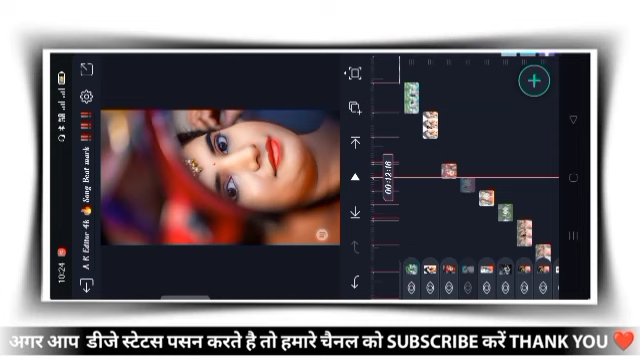 10:24
A K Editor 4k 🔥 Song Beat mark ‼️‼️‼️
00:12:16
अगर आप डीजे स्टेटस पसन करते है तो हमारे चैनल को SUBSCRIBE करें THANK YOU ❤️